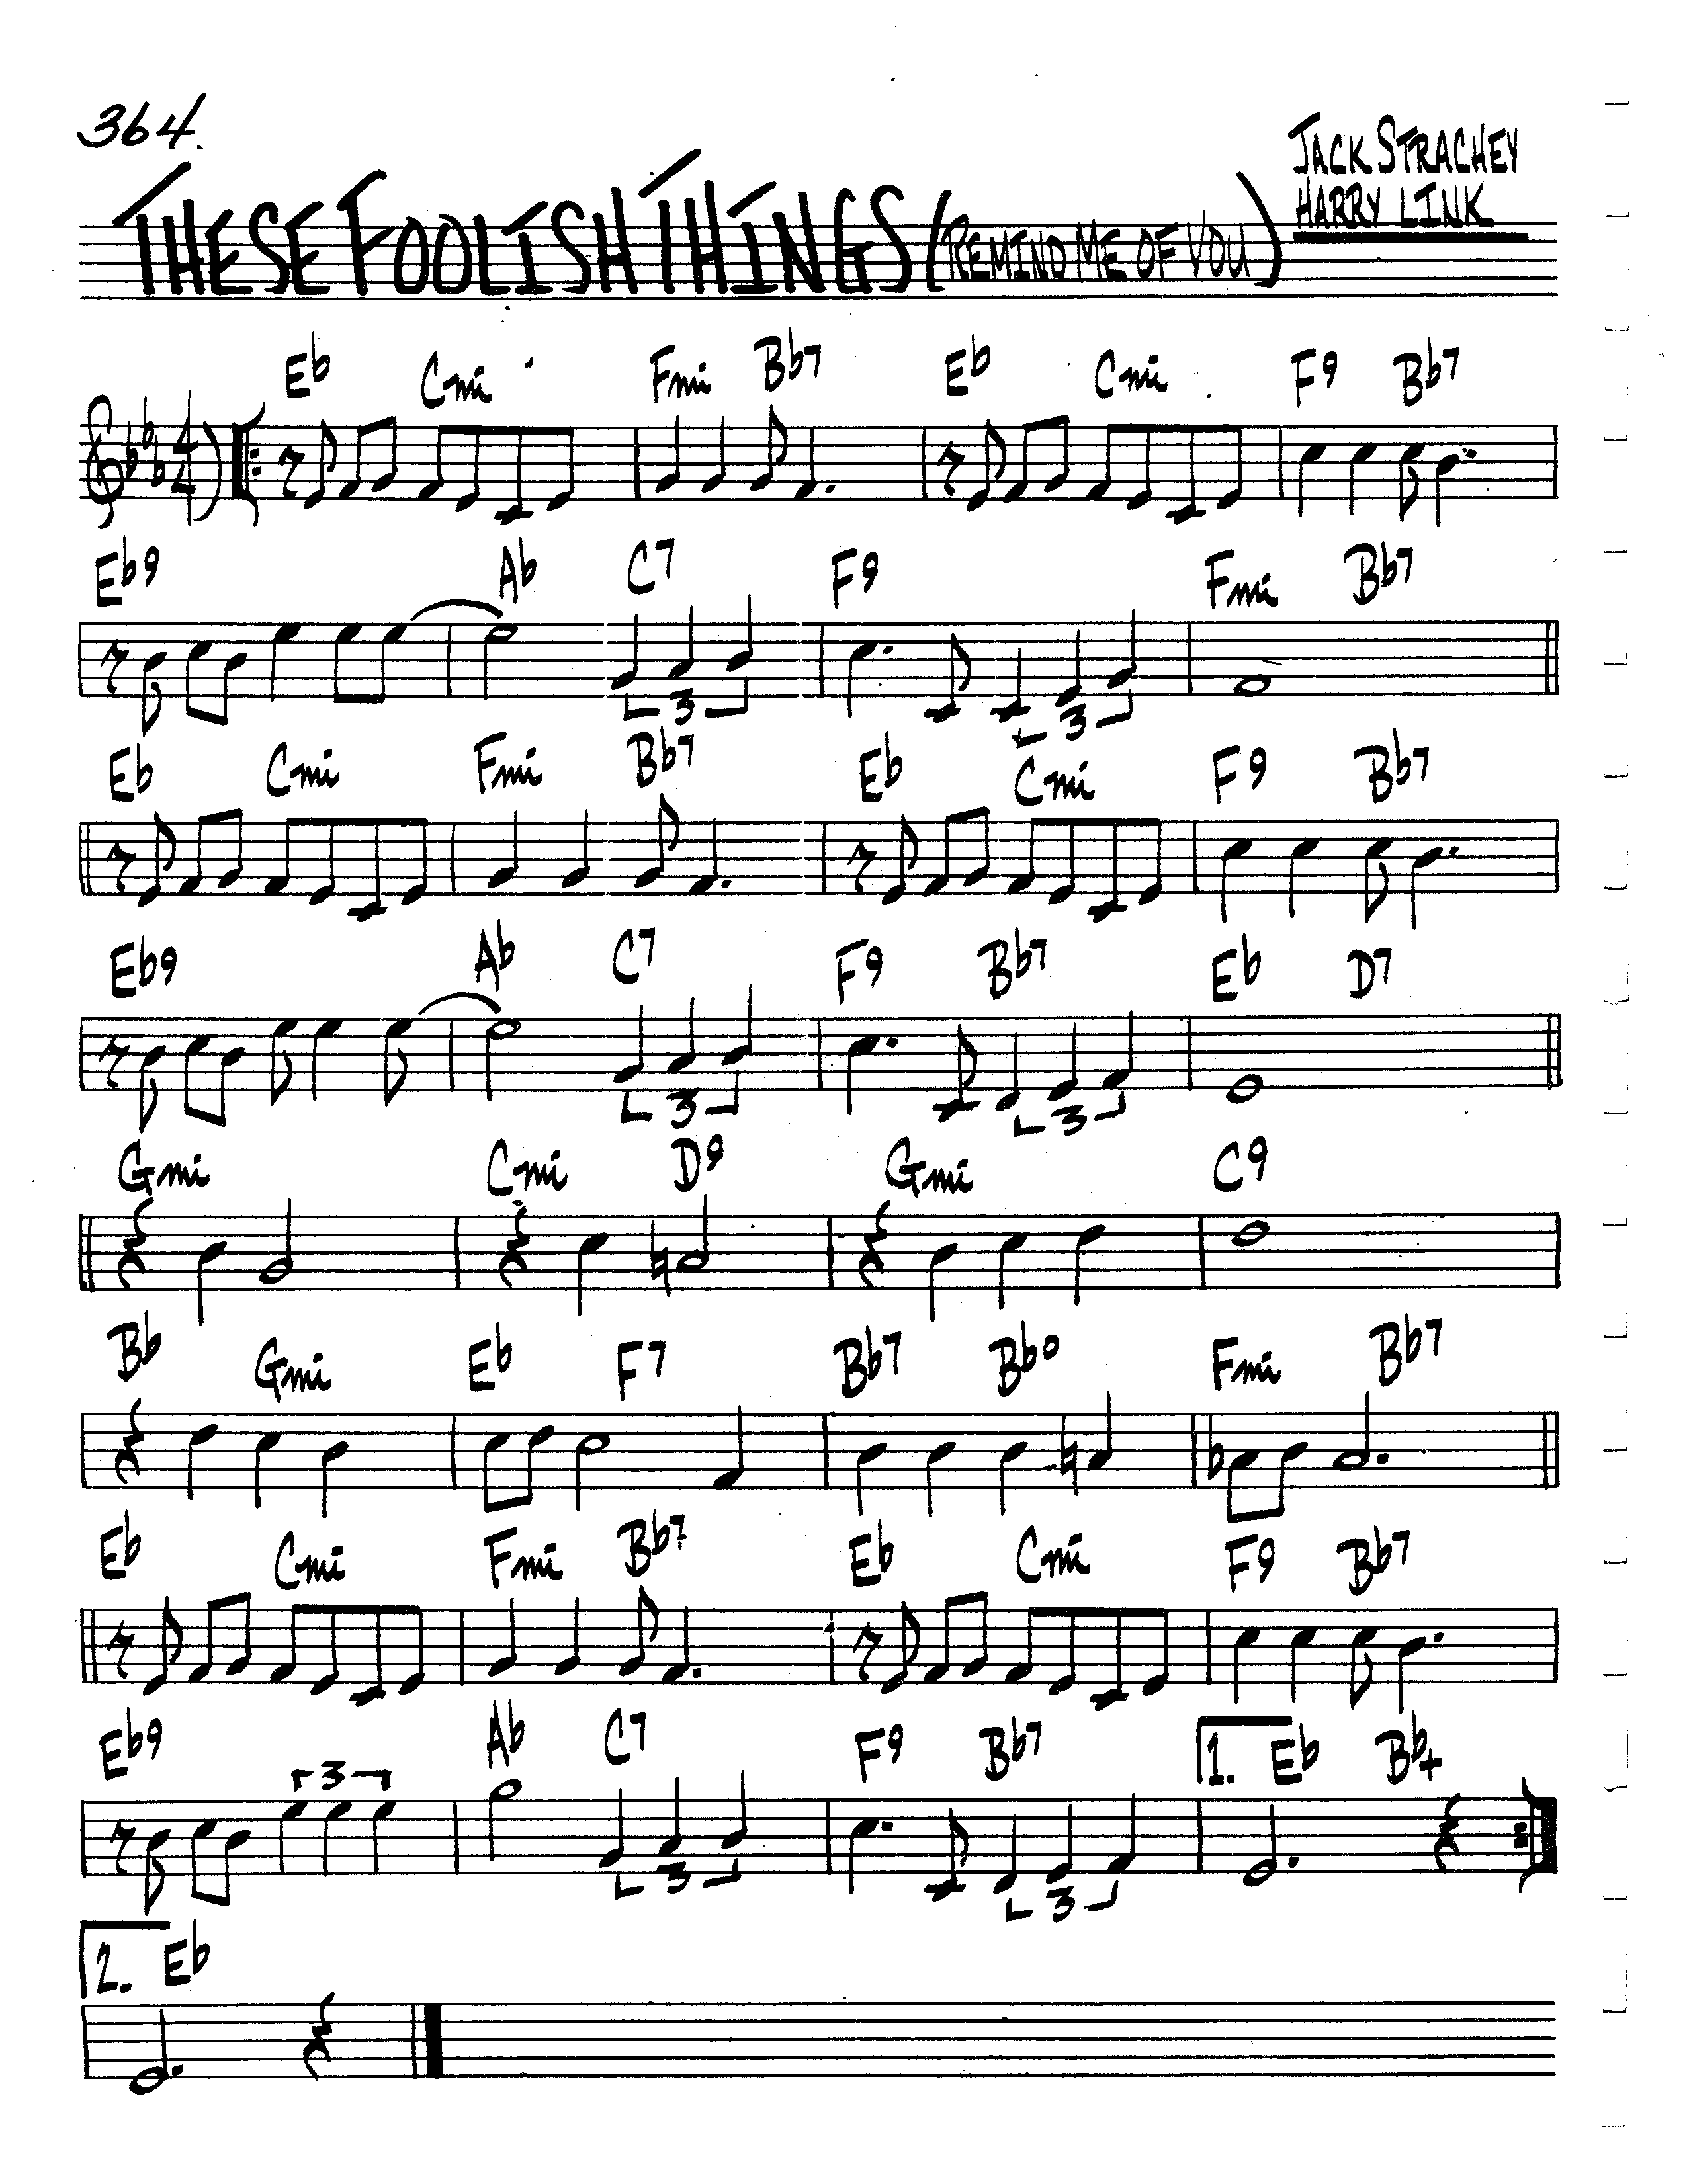 364.
JACK STRACHEY
HARRY LINK
THESE FOOLISH THINGS (REMIND ME OF YOU)
Eb Cmi Fmi Bb7 Eb Cmi F9 Bb7
4/4
Eb9 Ab C7 F9 Fmi Bb7
3 3
Eb Cmi Fmi Bb7 Eb Cmi F9 Bb7
Eb9 Ab C7 F9 Bb7 Eb D7
3 3
Gmi Cmi D9 Gmi C9
Bb Gmi Eb F7 Bb7 Bbo Fmi Bb7
Eb Cmi Fmi Bb7 Eb Cmi F9 Bb7
Eb9 Ab C7 F9 Bb7 1. Eb Bb+
3 3 3
2. Eb